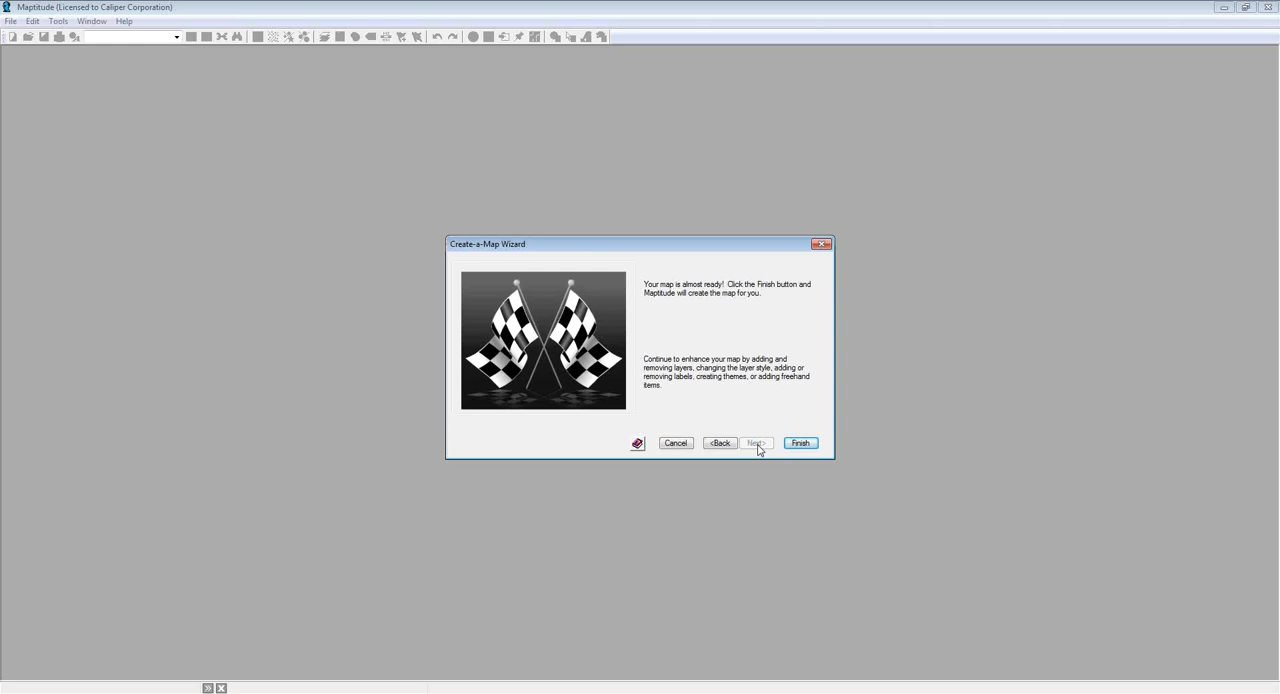 Maptitude (Licensed to Caliper Corporation)
File Edit Tools Window Help
Create-a-Map Wizard
Your map is almost ready! Click the Finish button and
Maptitude will create the map for you.
Continue to enhance your map by adding and
removing layers, changing the layer style, adding or
removing labels, creating themes, or adding freehand
items.
Cancel <Back Next> Finish